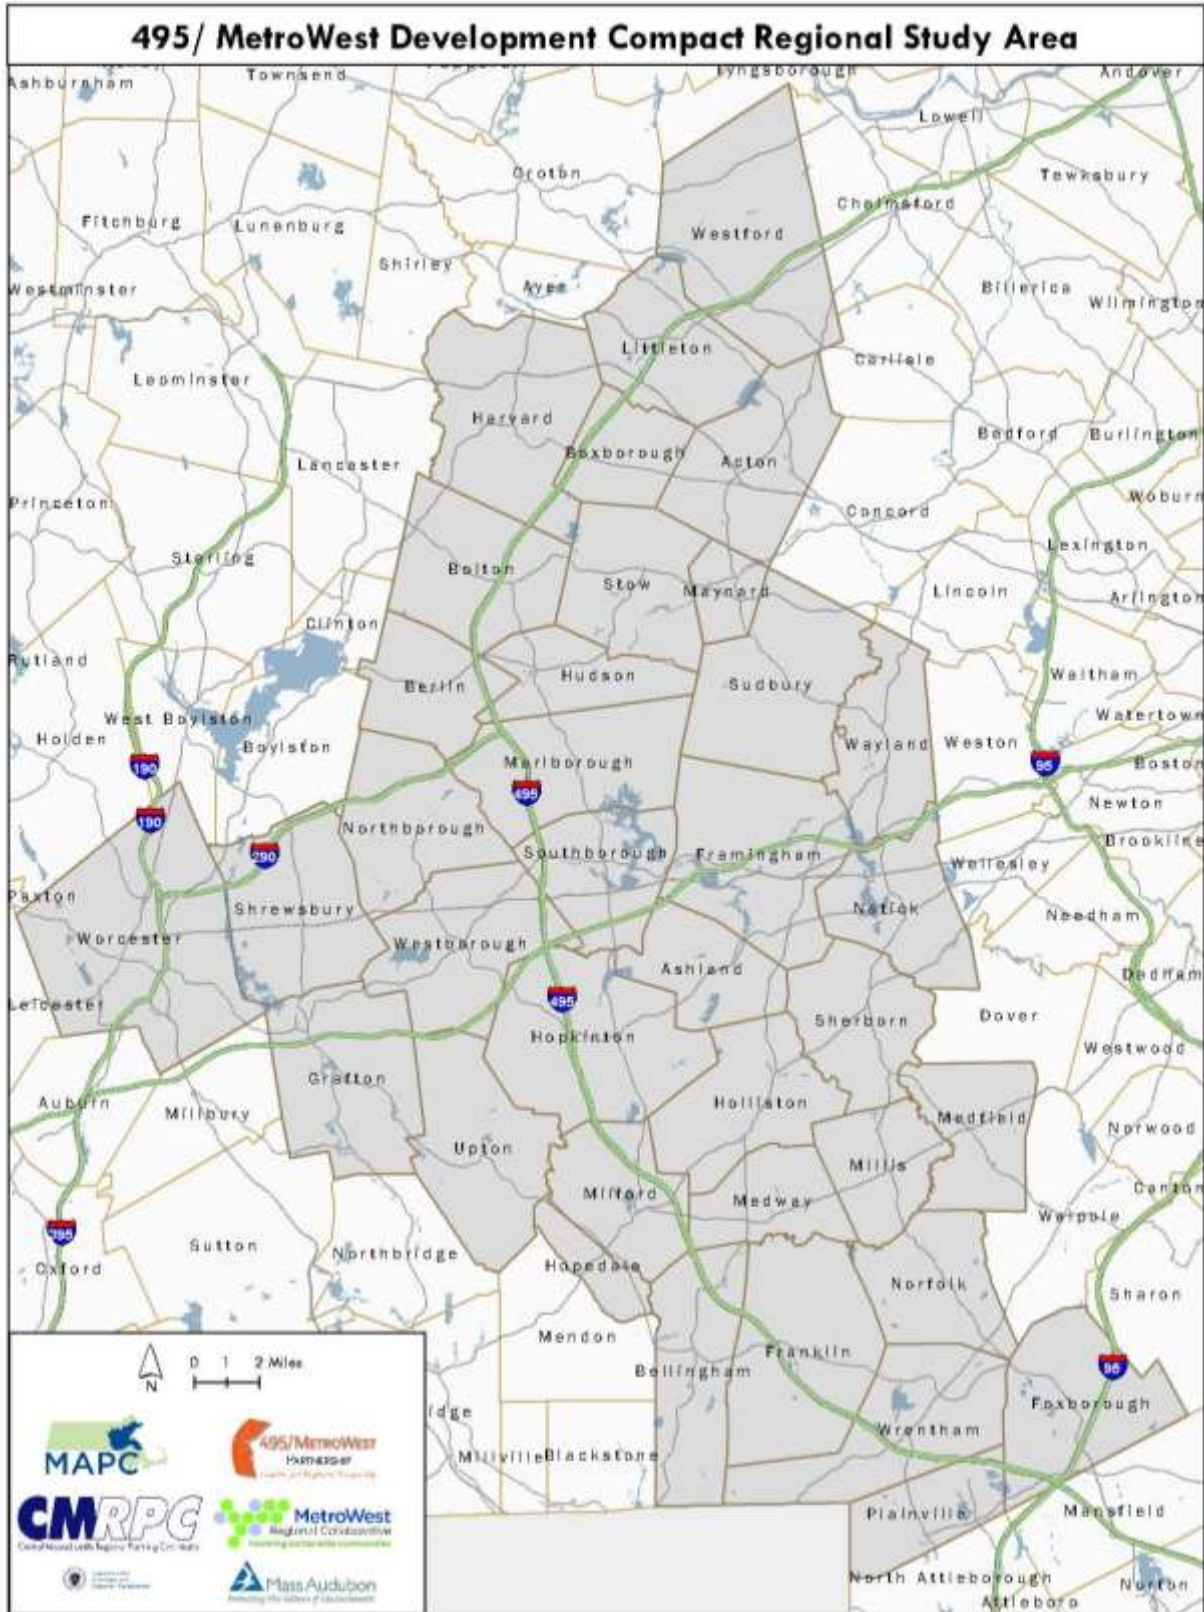 495/ MetroWest Development Compact Regional Study Area
Ashburnham
Townsend
Tyngsborough
Andover
Lowell
Groton
Tewksbury
Chelmsford
Fitchburg
Lunenburg
Westford
Shirley
Ayer
Westminster
Billerica
Wilmington
Littleton
Carlisle
Leominster
Harvard
Bedford
Burlington
Boxborough
Acton
Lancaster
Princeton
Woburn
Concord
Lexington
Sterling
Bolton
Stow
Maynard
Lincoln
Arlington
Clinton
Rutland
Berlin
Hudson
Sudbury
Waltham
West Boylston
Watertown
Holden
Boylston
Wayland
Weston
Marlborough
190
95
Boston
495
Newton
190
Northborough
Brookline
290
Southborough
Framingham
Wellesley
Paxton
Shrewsbury
Natick
Needham
Worcester
Westborough
Ashland
Dedham
Leicester
495
Sherborn
Dover
Hopkinton
Westwood
Grafton
Auburn
Millbury
Holliston
Medfield
Norwood
Upton
Millis
Canton
Milford
Medway
Walpole
395
Sutton
Northbridge
Hopedale
Oxford
Norfolk
Sharon
Mendon
Franklin
Bellingham
95
Foxborough
idge
Wrentham
Millville
Blackstone
Plainville
Mansfield
North Attleborough
Norton
Attleboro
N
0 1 2 Miles
MAPC
495/METROWEST
PARTNERSHIP
CMRPC
MetroWest
Regional Collaborative
Mass Audubon